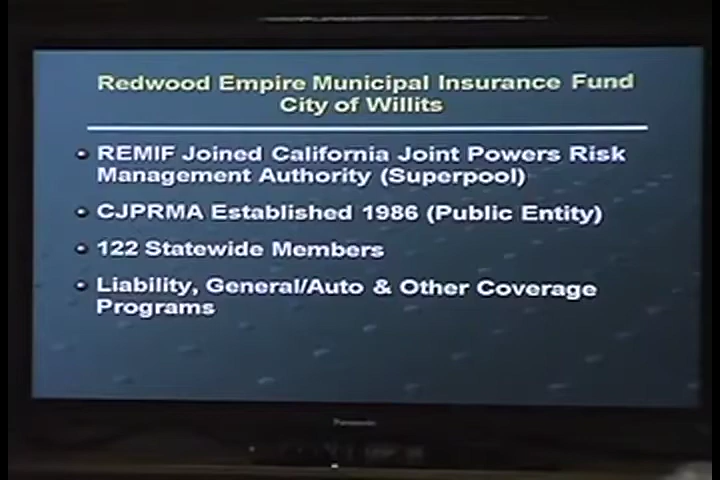 Redwood Empire Municipal Insurance Fund
City of Willits
REMIF Joined California Joint Powers Risk
Management Authority (Superpool)
CJPRMA Established 1986 (Public Entity)
122 Statewide Members
Liability, General/Auto & Other Coverage
Programs
Panasonic